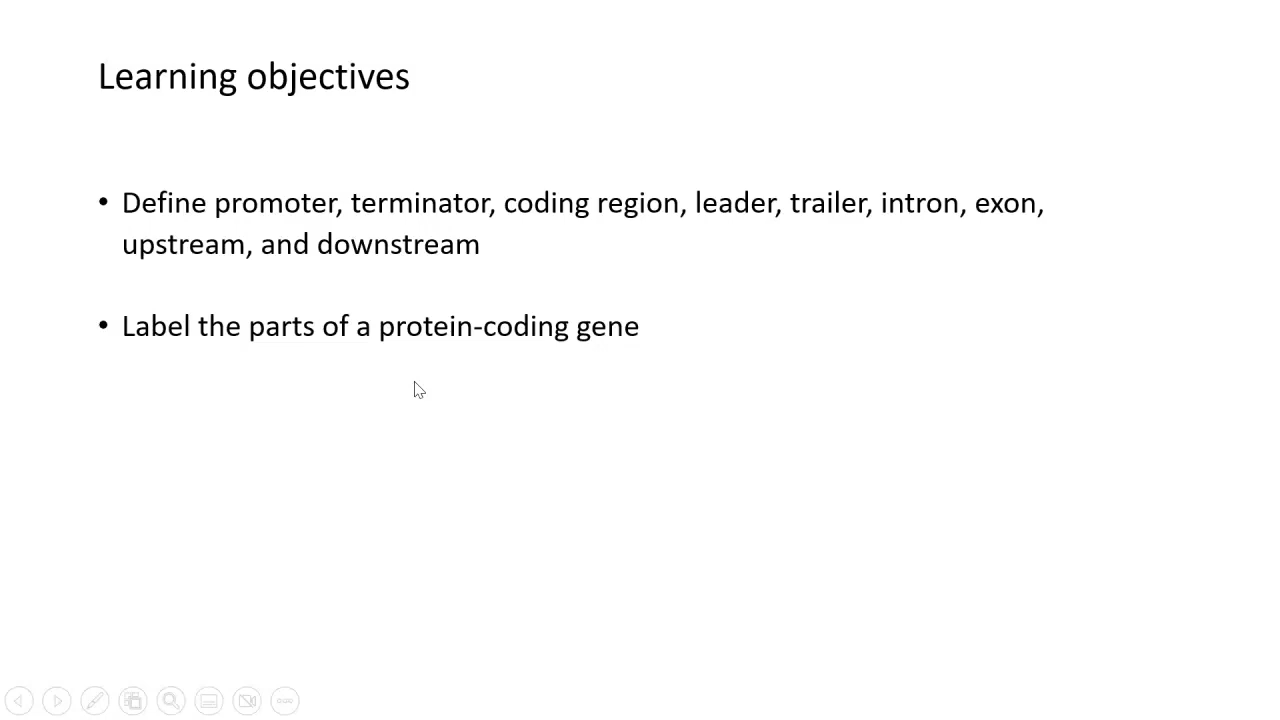 Learning objectives
• Define promoter, terminator, coding region, leader, trailer, intron, exon,
upstream, and downstream
• Label the parts of a protein-coding gene